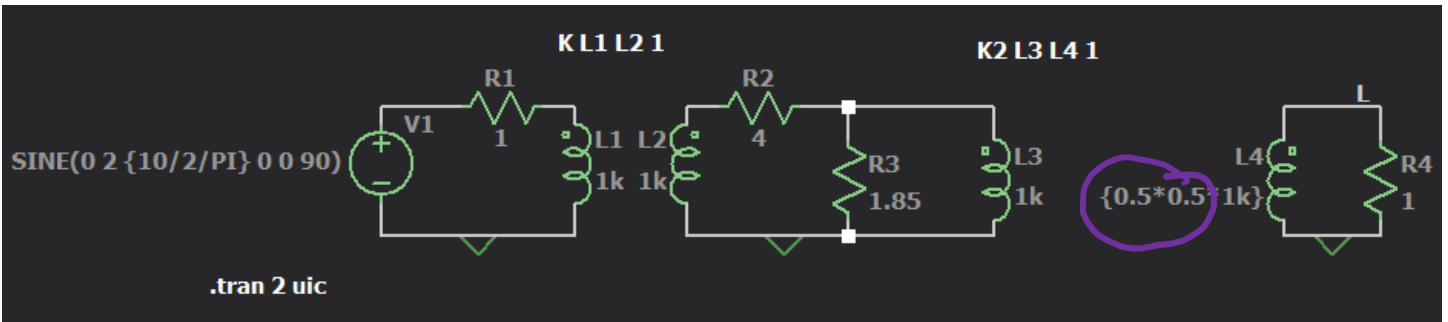 K L1 L2 1
K2 L3 L4 1
R1
R2
L
V1
1
L1
L2
4
R3
L3
L4
R4
SINE(0 2 {10/2/PI} 0 0 90)
1k
1k
1.85
1k
{0.5*0.5*1k}
1
.tran 2 uic